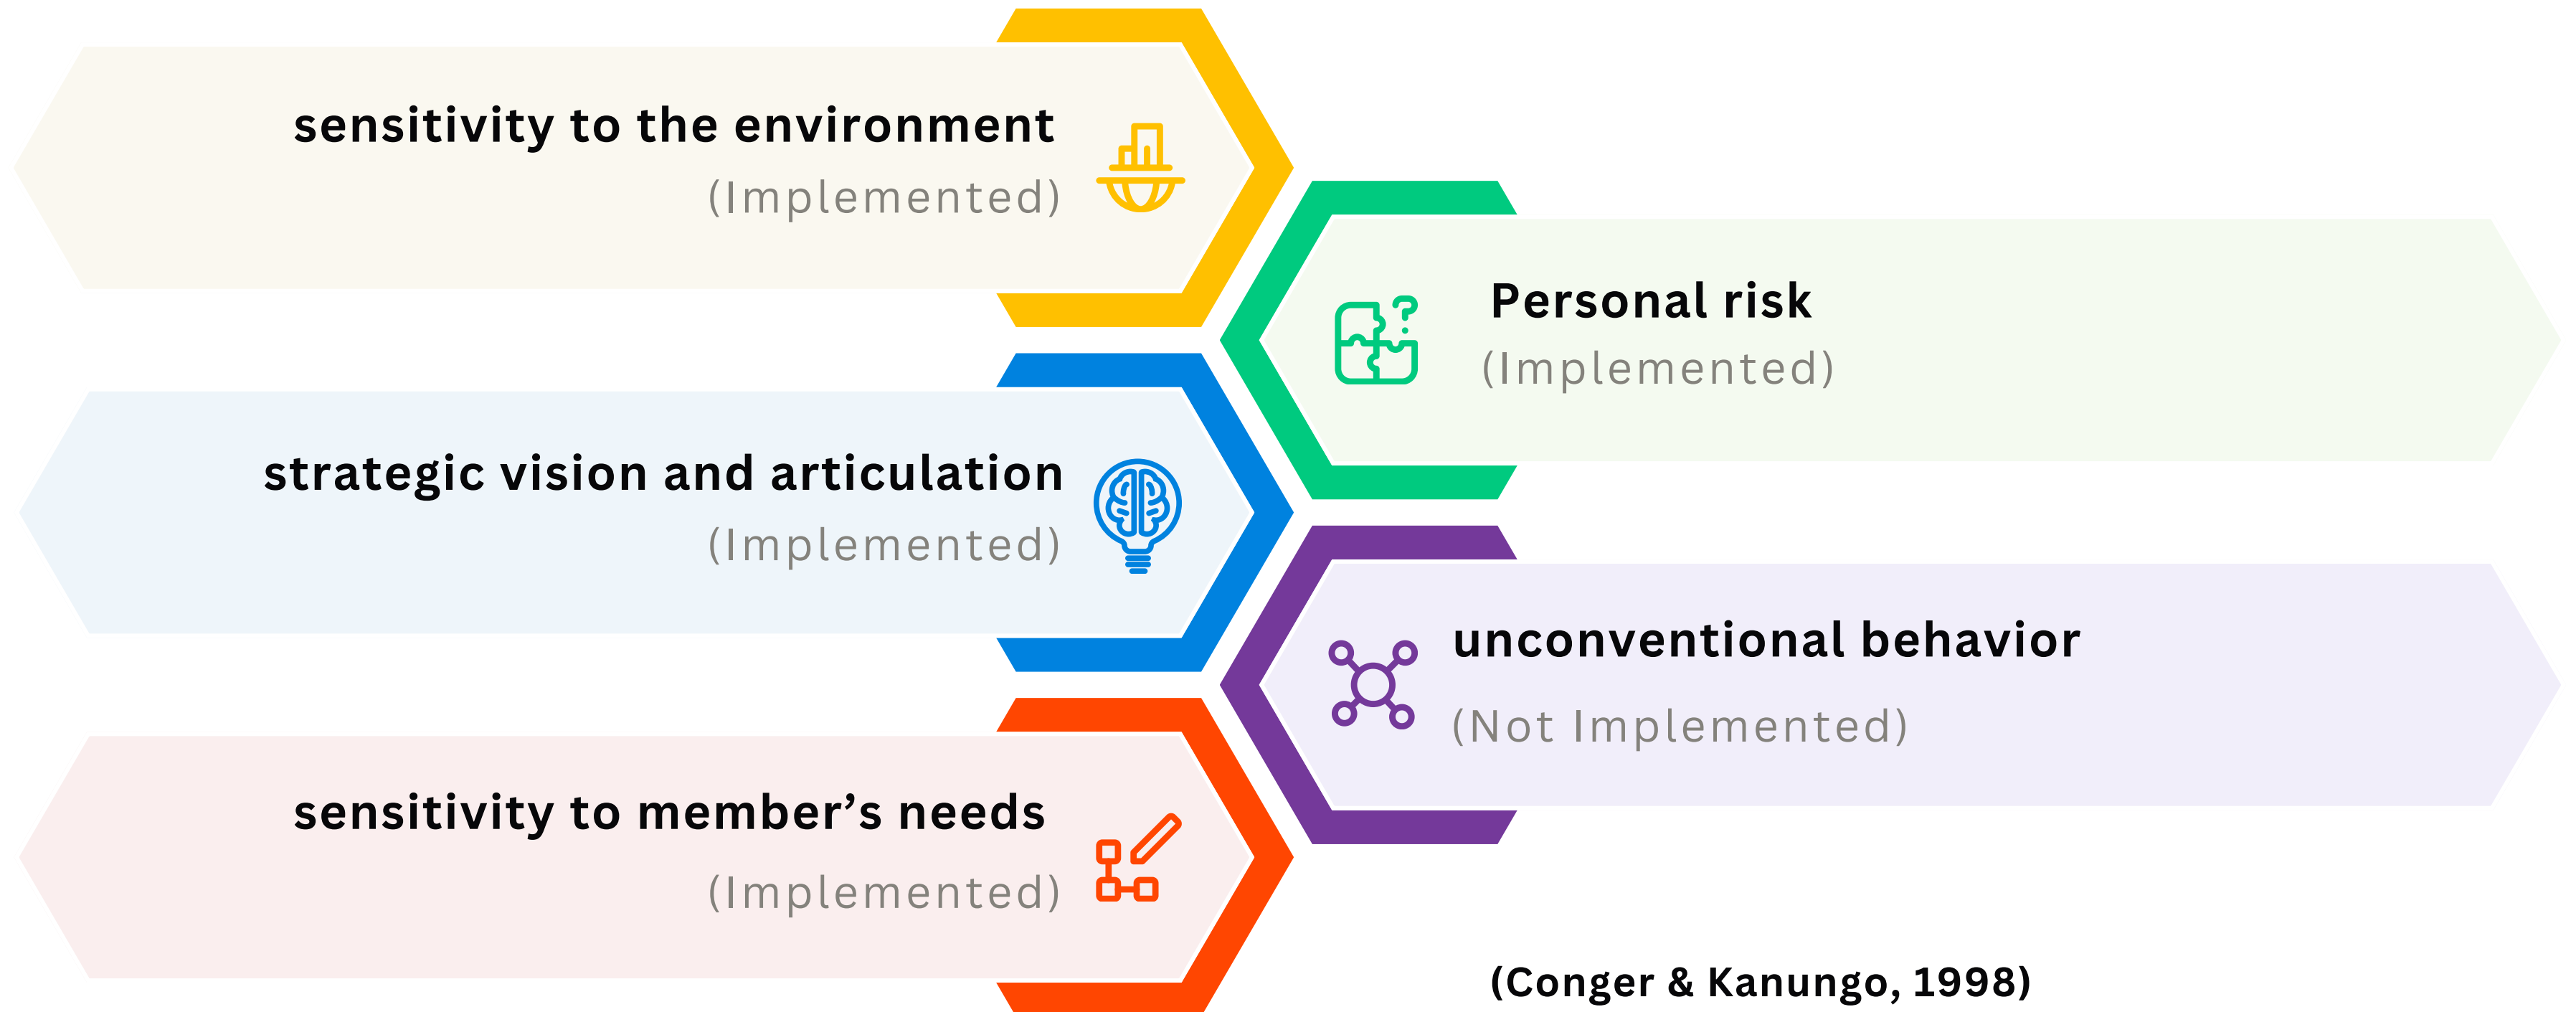 sensitivity to the environment
(Implemented)
Personal risk
(Implemented)
strategic vision and articulation
(Implemented)
unconventional behavior
(Not Implemented)
sensitivity to member’s needs
(Implemented)
(Conger & Kanungo, 1998)